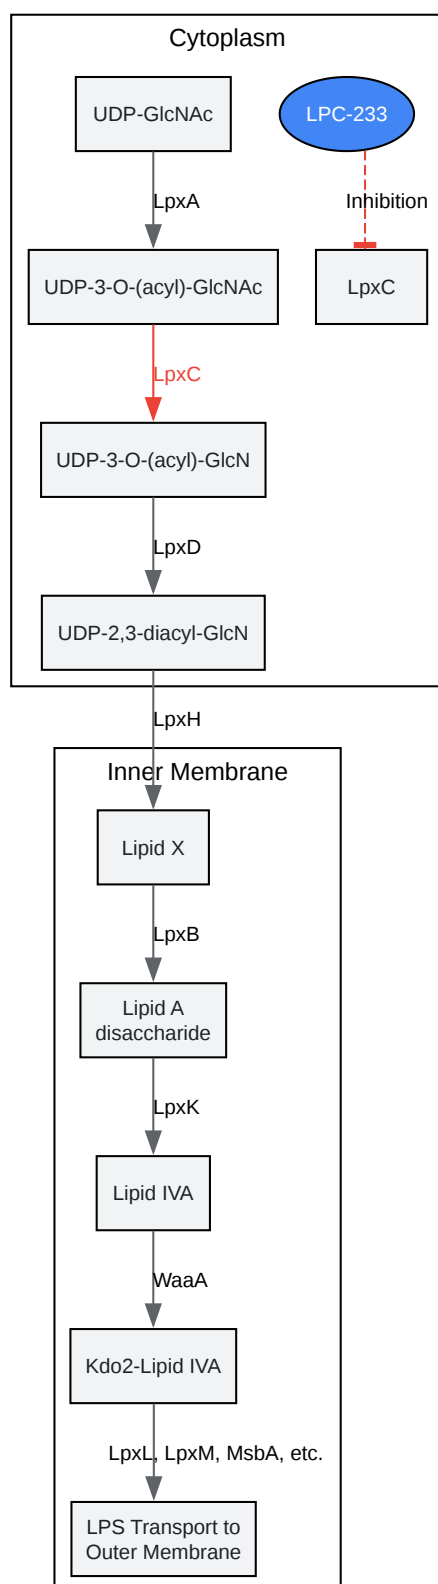 Cytoplasm
UDP-GlcNAc
LPC-233
LpxA
Inhibition
UDP-3-O-(acyl)-GlcNAc
LpxC
LpxC
UDP-3-O-(acyl)-GlcN
LpxD
UDP-2,3-diacyl-GlcN
LpxH
Inner Membrane
Lipid X
LpxB
Lipid A
disaccharide
LpxK
Lipid IVA
WaaA
Kdo2-Lipid IVA
LpxL, LpxM, MsbA, etc.
LPS Transport to
Outer Membrane